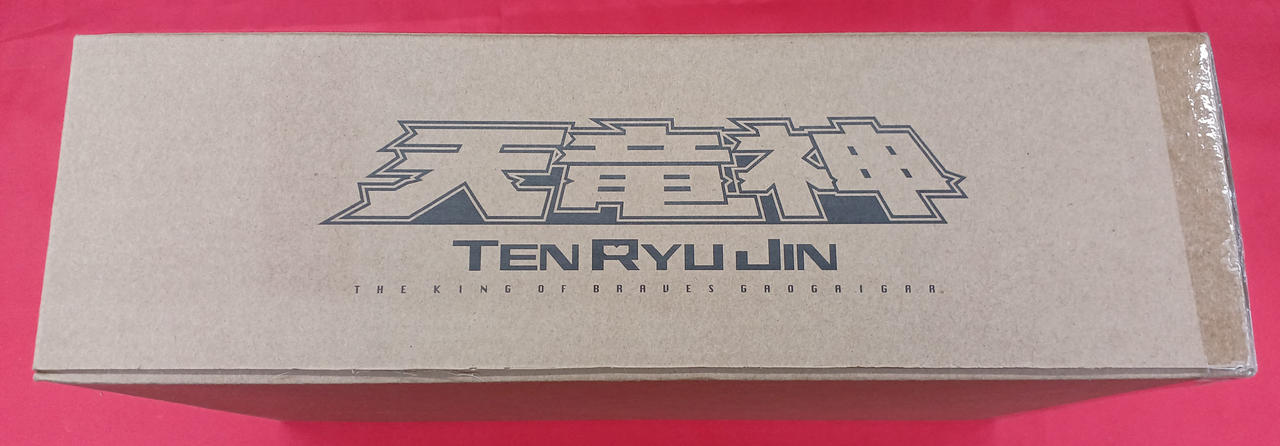 天竜神
TEN RYU JIN
THE KING OF BRAVES GAOGAIGAR